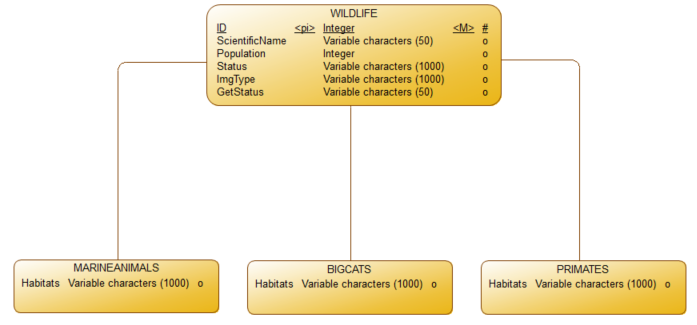 WILDLIFE
ID <pi> Integer <M> #
ScientificName Variable characters (50) o
Population Integer o
Status Variable characters (1000) o
ImgType Variable characters (1000) o
GetStatus Variable characters (50) o
MARINEANIMALS
Habitats Variable characters (1000) o
BIGCATS
Habitats Variable characters (1000) o
PRIMATES
Habitats Variable characters (1000) o